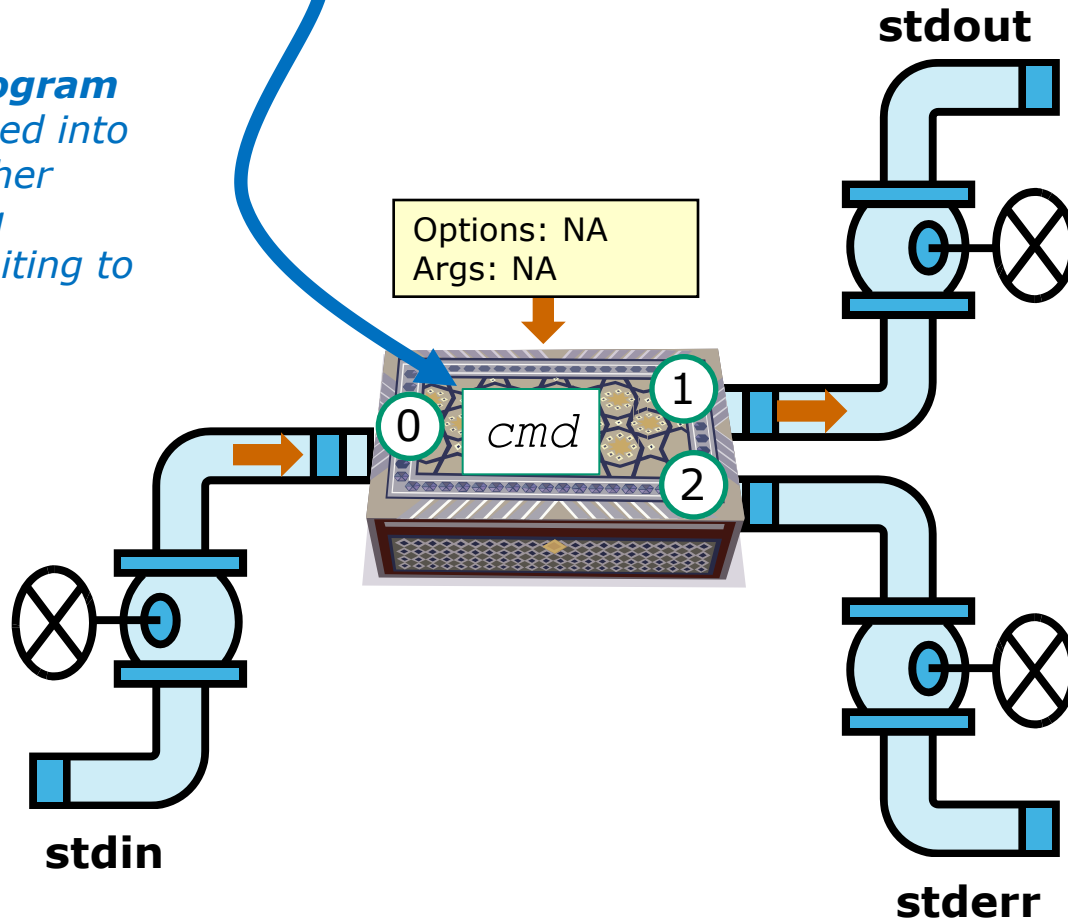 stdout
ogram
ed into
her
iting to
Options: NA
Args: NA
0
1
cmd
2
stdin
stderr